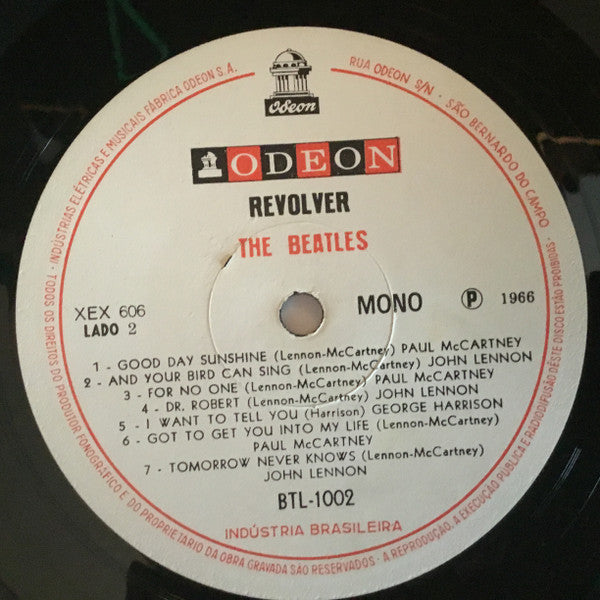 Odeon
ODEON
REVOLVER
THE BEATLES
XEX 606
LADO 2
MONO
Ⓟ 1966
1 - GOOD DAY SUNSHINE (Lennon-McCartney) PAUL McCARTNEY
2 - AND YOUR BIRD CAN SING (Lennon-McCartney) JOHN LENNON
3 - FOR NO ONE (Lennon-McCartney) PAUL McCARTNEY
4 - DR. ROBERT (Lennon-McCartney) JOHN LENNON
5 - I WANT TO TELL YOU (Harrison) GEORGE HARRISON
6 - GOT TO GET YOU INTO MY LIFE (Lennon-McCartney)
PAUL McCARTNEY
7 - TOMORROW NEVER KNOWS (Lennon-McCartney)
JOHN LENNON
BTL-1002
INDÚSTRIA BRASILEIRA
INDÚSTRIAS ELÉTRICAS E MUSICAIS FÁBRICA ODEON S.A.
RUA ODEON S/N - SÃO BERNARDO DO CAMPO
· TODOS OS DIREITOS DO PRODUTOR FONOGRÁFICO E DO PROPRIETÁRIO DA OBRA GRAVADA SÃO RESERVADOS - A REPRODUÇÃO, A EXECUÇÃO PÚBLICA E RADIODIFUSÃO DÊSTE DISCO ESTÃO PROIBIDAS ·